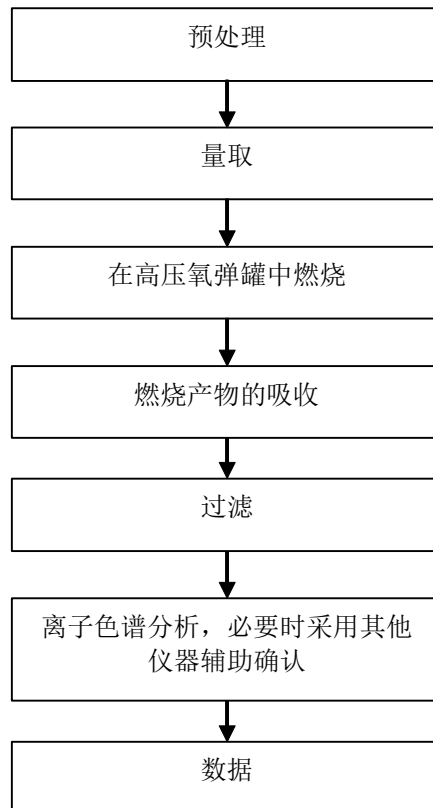 预处理
量取
在高压氧弹罐中燃烧
燃烧产物的吸收
过滤
离子色谱分析，必要时采用其他
仪器辅助确认
数据